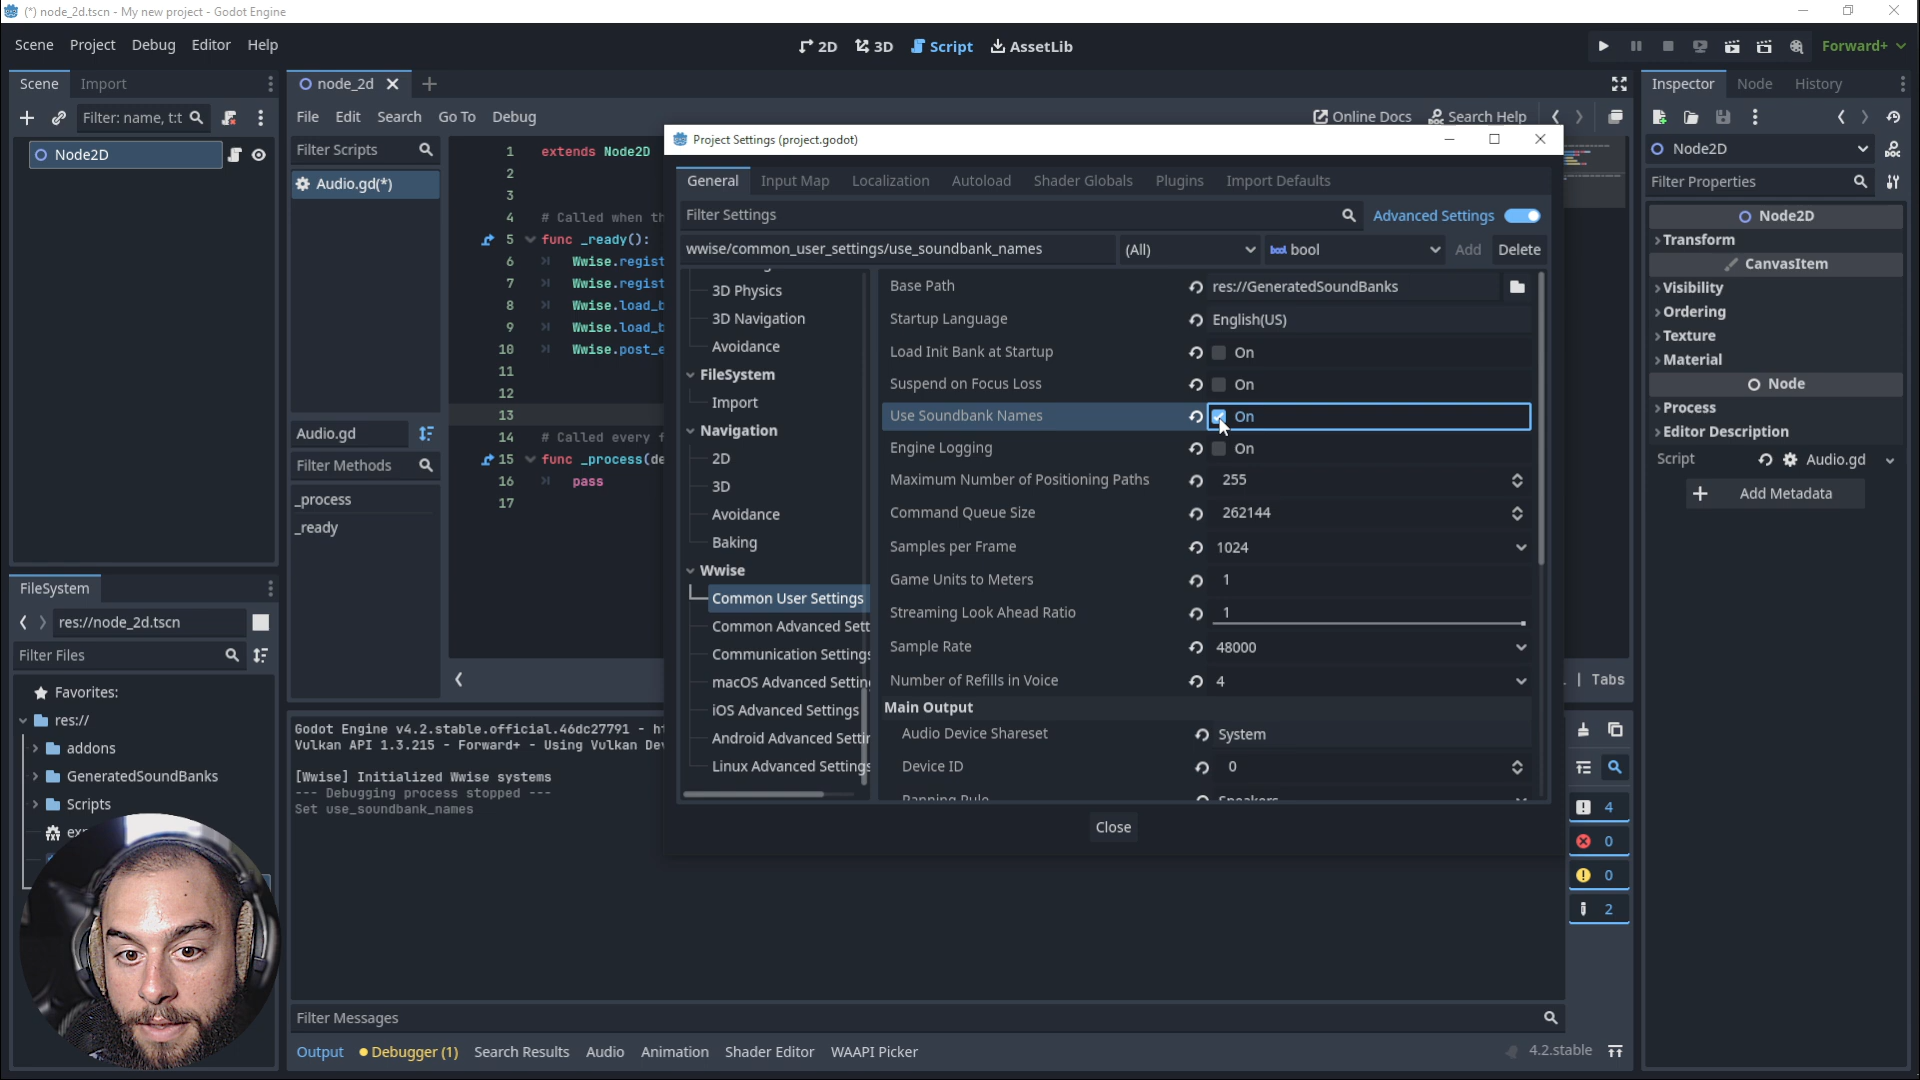 (*) node_2d.tscn - My new project - Godot Engine
Scene Project Debug Editor Help
2D 3D Script AssetLib
Forward+
Scene Import
Filter: name, t:t
Node2D
node_2d
File Edit Search Go To Debug
Online Docs Search Help
Filter Scripts
Audio.gd(*)
Audio.gd
Filter Methods
_process
_ready
1 extends Node2D
2
3
4 # Called when th
5 func _ready():
6 Wwise.regist
7 Wwise.regist
8 Wwise.load_b
9 Wwise.load_b
10 Wwise.post_e
11
12
13
14 # Called every f
15 func _process(de
16 pass
17
Project Settings (project.godot)
General Input Map Localization Autoload Shader Globals Plugins Import Defaults
Filter Settings
Advanced Settings
wwise/common_user_settings/use_soundbank_names (All) bool Add Delete
3D Physics
3D Navigation
Avoidance
FileSystem
Import
Navigation
2D
3D
Avoidance
Baking
Wwise
Common User Settings
Common Advanced Sett
Communication Settings
macOS Advanced Setting
iOS Advanced Settings
Android Advanced Settin
Linux Advanced Settings
Base Path res://GeneratedSoundBanks
Startup Language English(US)
Load Init Bank at Startup On
Suspend on Focus Loss On
Use Soundbank Names On
Engine Logging On
Maximum Number of Positioning Paths 255
Command Queue Size 262144
Samples per Frame 1024
Game Units to Meters 1
Streaming Look Ahead Ratio 1
Sample Rate 48000
Number of Refills in Voice 4
Main Output
Audio Device Shareset System
Device ID 0
Panning Rule Speakers
Close
| Tabs
Inspector Node History
Node2D
Filter Properties
Node2D
Transform
CanvasItem
Visibility
Ordering
Texture
Material
Node
Process
Editor Description
Script Audio.gd
Add Metadata
FileSystem
res://node_2d.tscn
Filter Files
Favorites:
res://
addons
GeneratedSoundBanks
Scripts
Godot Engine v4.2.stable.official.46dc27791 - ht
Vulkan API 1.3.215 - Forward+ - Using Vulkan Dev
[Wwise] Initialized Wwise systems
--- Debugging process stopped ---
Set use_soundbank_names
4
0
0
2
Filter Messages
Output Debugger (1) Search Results Audio Animation Shader Editor WAAPI Picker
4.2.stable